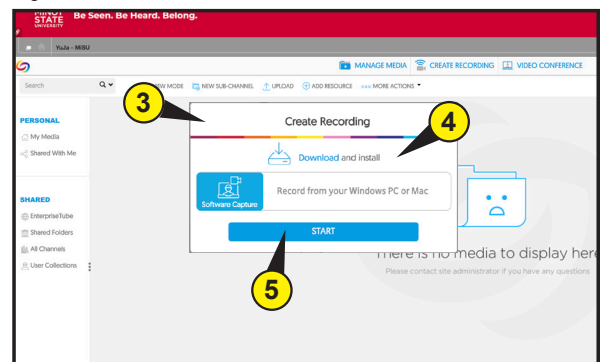 MINOT
STATE
UNIVERSITY
Be Seen. Be Heard. Belong.
YuJa - MiSU
MANAGE MEDIA
CREATE RECORDING
VIDEO CONFERENCE
Search
EW MODE
NEW SUB-CHANNEL
UPLOAD
ADD RESOURCE
MORE ACTIONS
3
4
Create Recording
PERSONAL
My Media
Shared With Me
Download and install
Software Capture
Record from your Windows PC or Mac
START
5
SHARED
EnterpriseTube
Shared Folders
All Channels
User Collections
There is no media to display here
Please contact site administrator if you have any questions